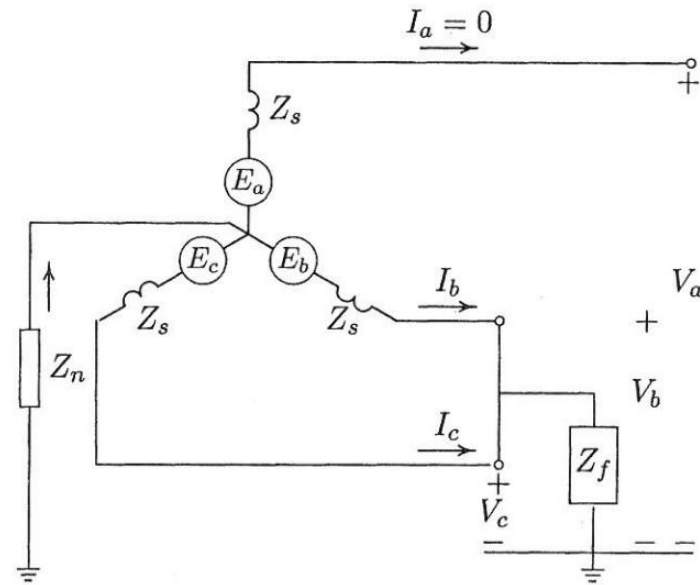 I_a = 0
+
Z_s
E_a
E_c
E_b
V_a
I_b
Z_s
Z_s
+
Z_n
V_b
I_c
Z_f
+
V_c
− − −